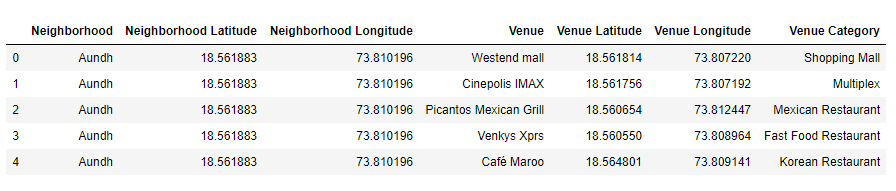 Neighborhood Neighborhood Latitude Neighborhood Longitude Venue Venue Latitude Venue Longitude Venue Category
0 Aundh 18.561883 73.810196 Westend mall 18.561814 73.807220 Shopping Mall
1 Aundh 18.561883 73.810196 Cinepolis IMAX 18.561756 73.807192 Multiplex
2 Aundh 18.561883 73.810196 Picantos Mexican Grill 18.560654 73.812447 Mexican Restaurant
3 Aundh 18.561883 73.810196 Venkys Xprs 18.560550 73.808964 Fast Food Restaurant
4 Aundh 18.561883 73.810196 Café Maroo 18.564801 73.809141 Korean Restaurant